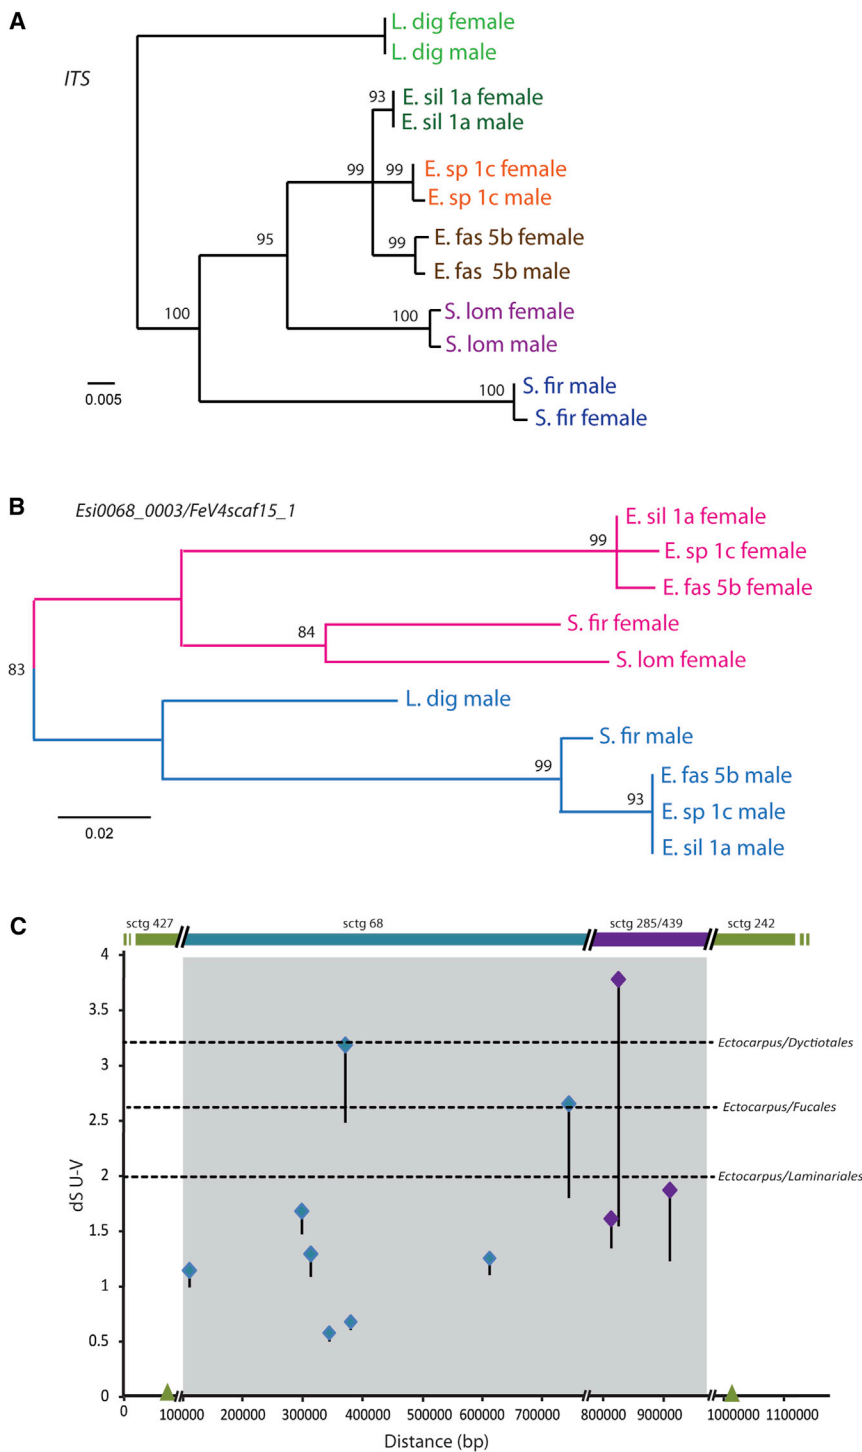 A
ITS
L. dig female
L. dig male
93
E. sil 1a female
E. sil 1a male
99
99
E. sp 1c female
E. sp 1c male
95
99
E. fas 5b female
E. fas 5b male
100
100
S. lom female
S. lom male
100
S. fir male
S. fir female
0.005
B
Esi0068_0003/FeV4scaf15_1
99
E. sil 1a female
E. sp 1c female
E. fas 5b female
84
S. fir female
S. lom female
83
L. dig male
99
S. fir male
93
E. fas 5b male
E. sp 1c male
E. sil 1a male
0.02
C
sctg 427
sctg 68
sctg 285/439
sctg 242
dS U-V
4
3.5
3
2.5
2
1.5
1
0.5
0
Ectocarpus/Dyctiotales
Ectocarpus/Fucales
Ectocarpus/Laminariales
0
100000
200000
300000
400000
500000
600000
700000
800000
900000
1000000
1100000
Distance (bp)